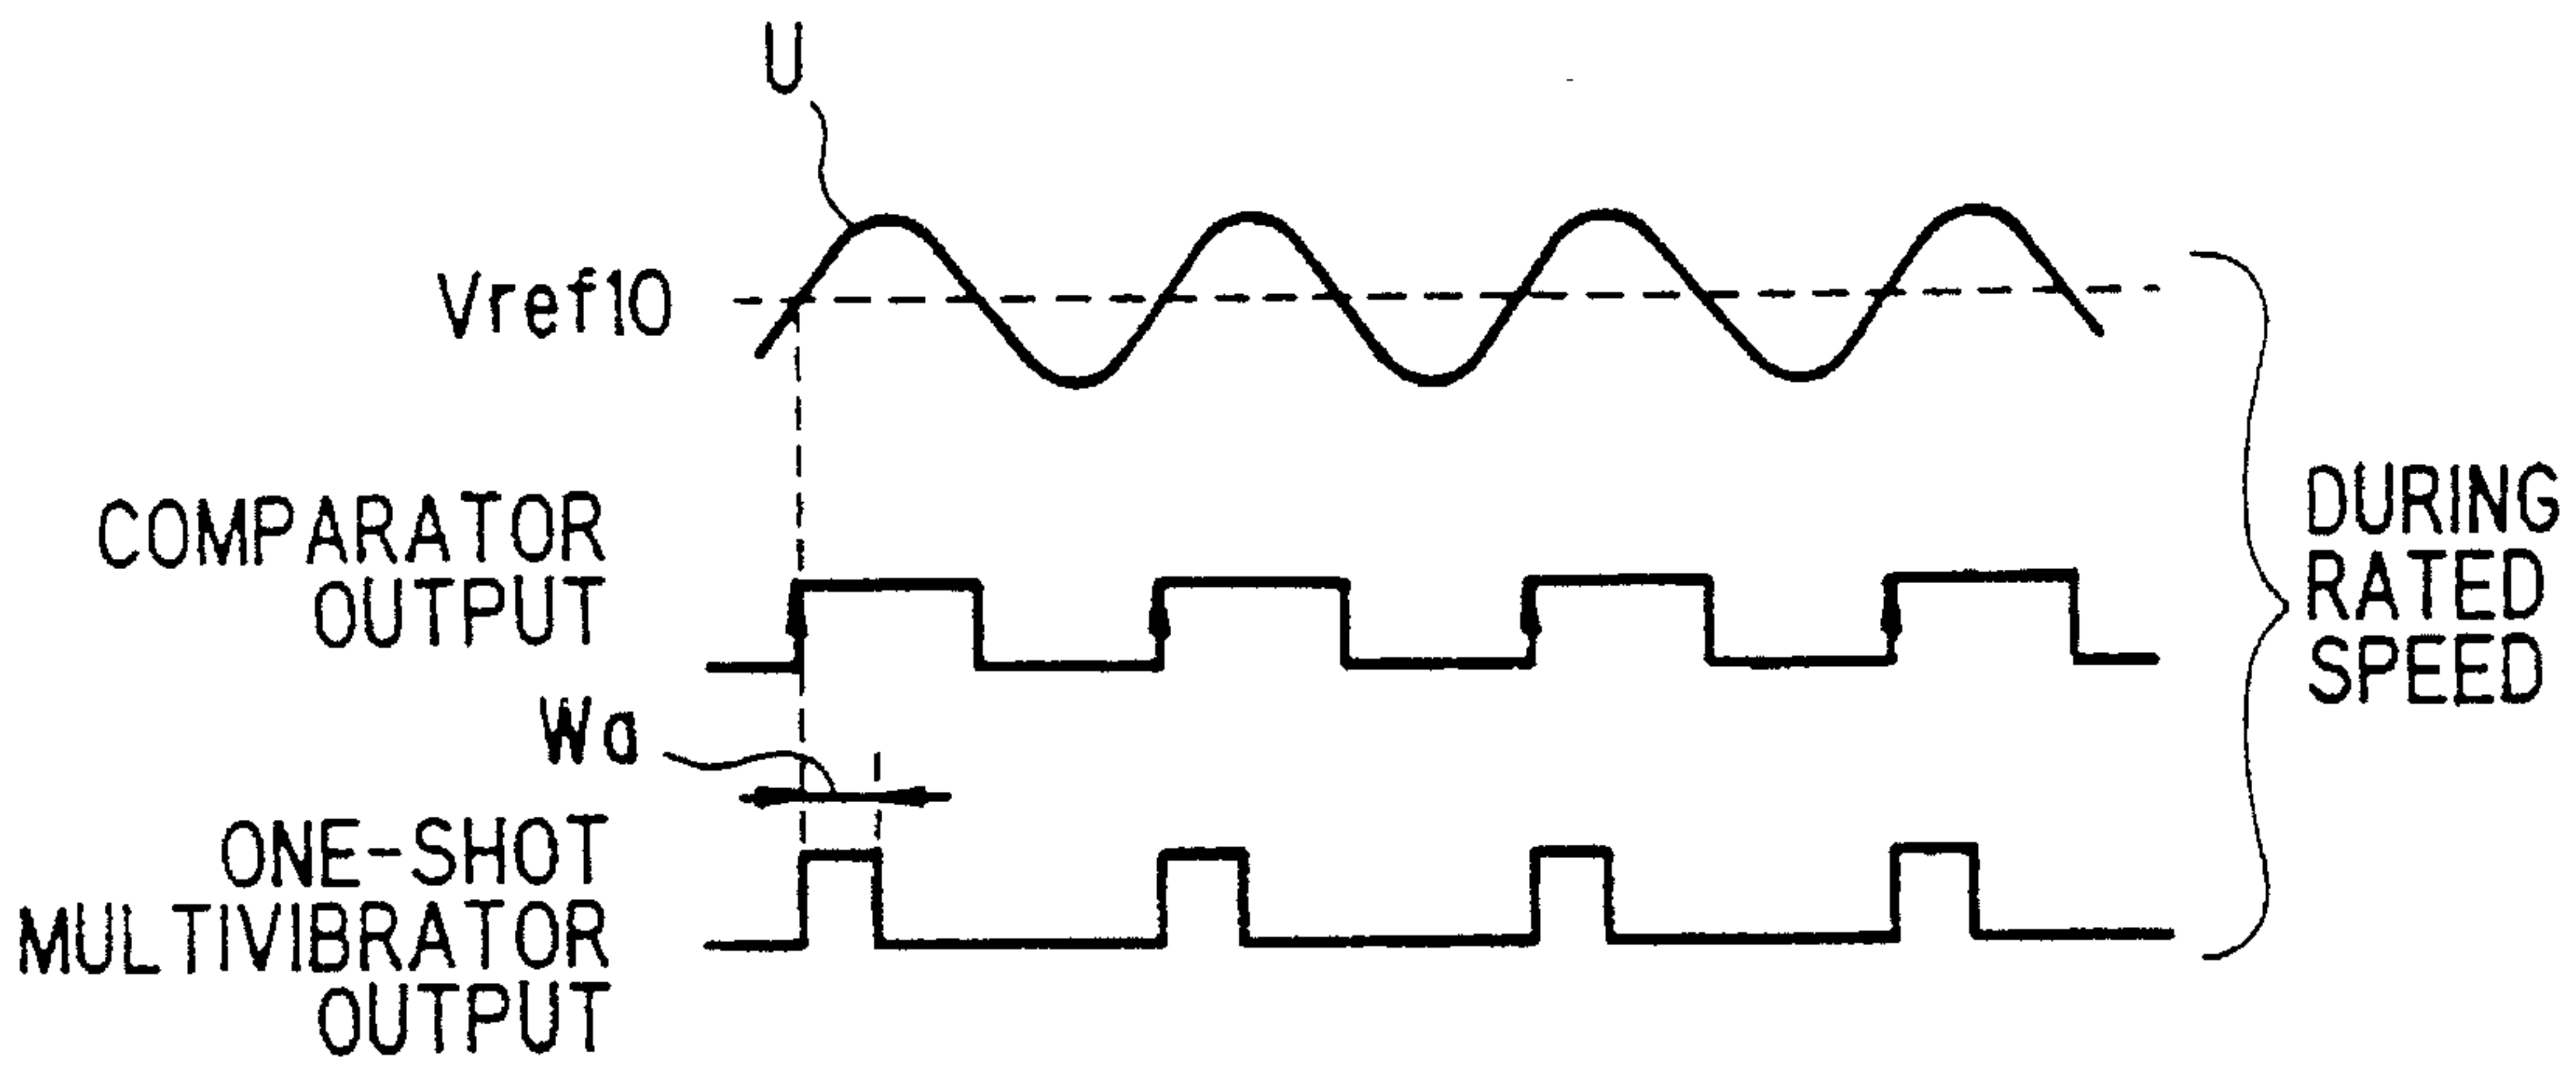 U
Vref10
COMPARATOR
OUTPUT
DURING
RATED
SPEED
Wa
ONE-SHOT
MULTIVIBRATOR
OUTPUT